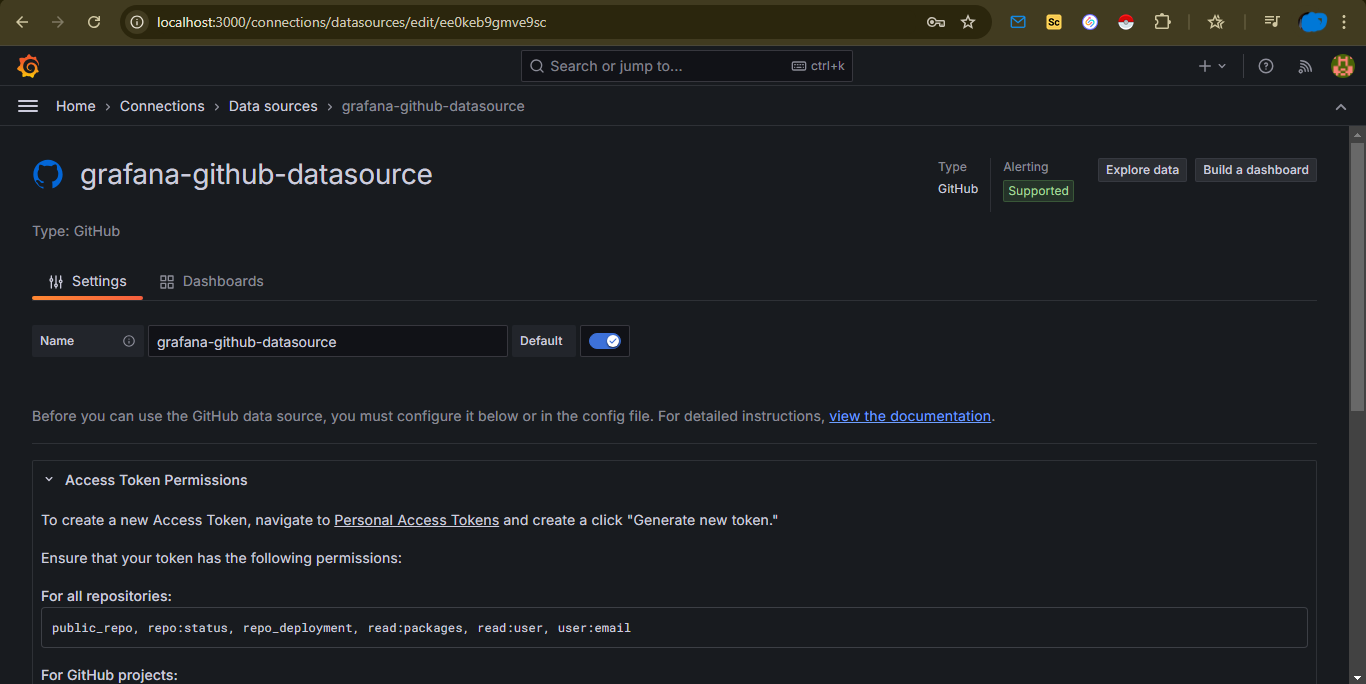 localhost:3000/connections/datasources/edit/ee0keb9gmve9sc
Sc
Search or jump to... ctrl+k
Home › Connections › Data sources › grafana-github-datasource
grafana-github-datasource
Type Alerting Explore data Build a dashboard
GitHub Supported
Type: GitHub
Settings Dashboards
Name grafana-github-datasource Default
Before you can use the GitHub data source, you must configure it below or in the config file. For detailed instructions, view the documentation.
Access Token Permissions
To create a new Access Token, navigate to Personal Access Tokens and create a click "Generate new token."
Ensure that your token has the following permissions:
For all repositories:
public_repo, repo:status, repo_deployment, read:packages, read:user, user:email
For GitHub projects: